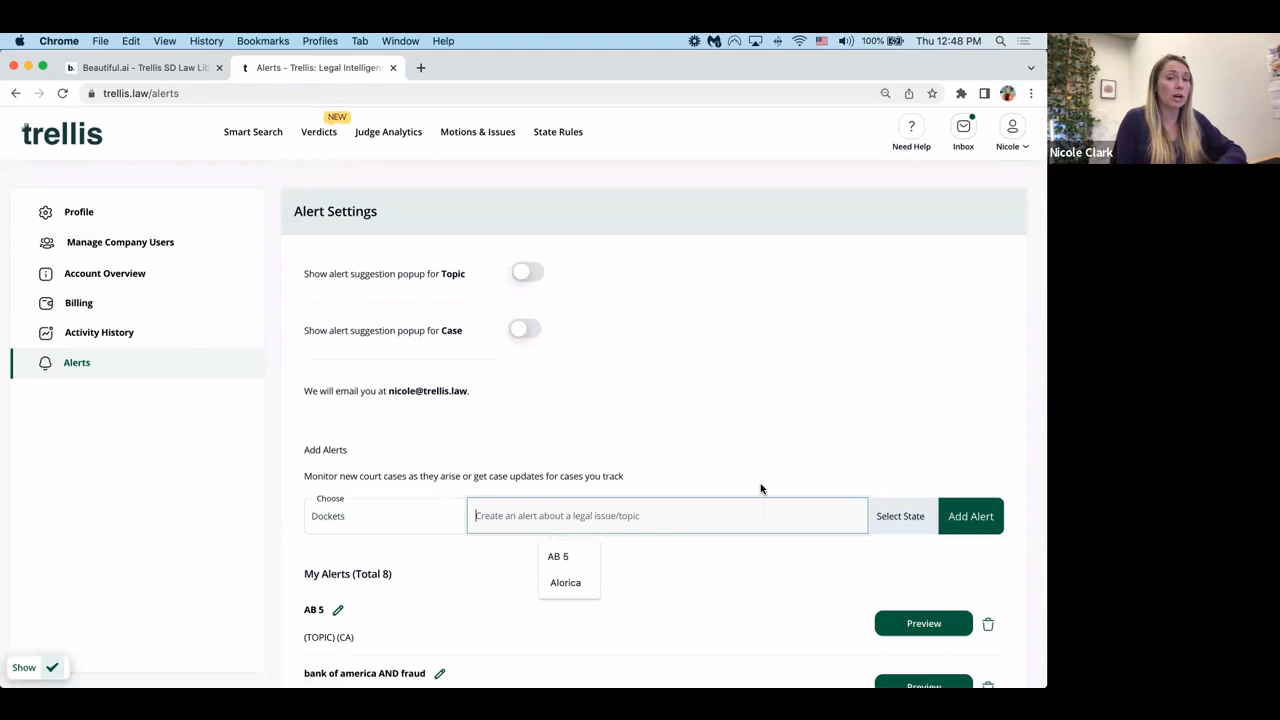 Chrome File Edit View History Bookmarks Profiles Tab Window Help 100% Thu 12:48 PM
b. Beautiful.ai - Trellis SD Law Lib
t Alerts - Trellis: Legal Intelligen
trellis.law/alerts
trellis
NEW
Smart Search Verdicts Judge Analytics Motions & Issues State Rules
? Need Help Inbox Nicole
Nicole Clark
Profile
Manage Company Users
Account Overview
Billing
Activity History
Alerts
Show
Alert Settings
Show alert suggestion popup for Topic
Show alert suggestion popup for Case
We will email you at nicole@trellis.law.
Add Alerts
Monitor new court cases as they arise or get case updates for cases you track
Choose
Dockets Create an alert about a legal issue/topic Select State Add Alert
AB 5
Alorica
My Alerts (Total 8)
AB 5
(TOPIC) (CA)
Preview
bank of america AND fraud
Preview